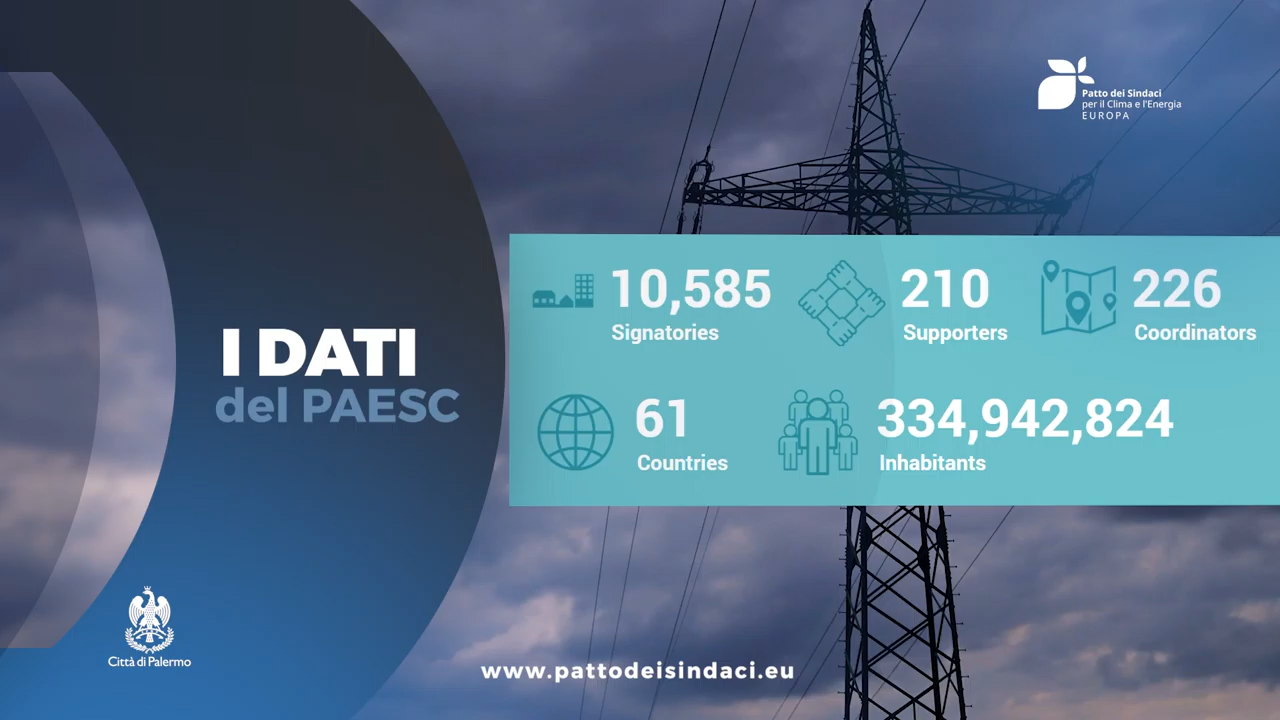 Patto dei Sindaci
per il Clima e l'Energia
EUROPA
I DATI
del PAESC
10,585
Signatories
210
Supporters
226
Coordinators
61
Countries
334,942,824
Inhabitants
Città di Palermo
www.pattodeisindaci.eu